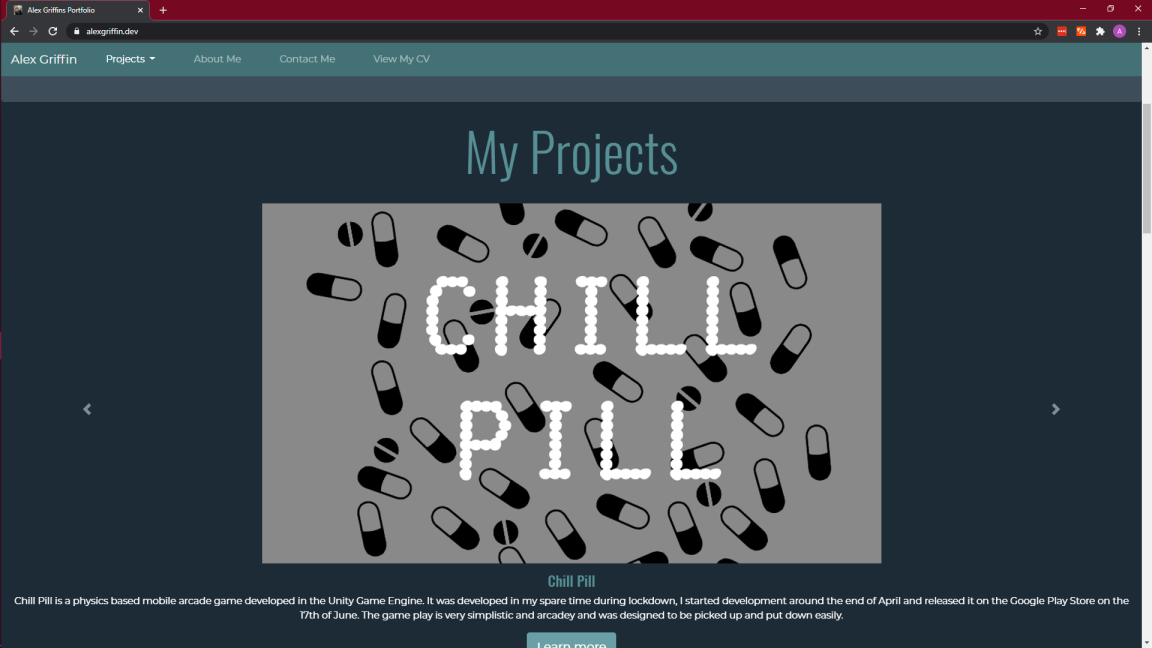 Alex Griffins Portfolio
alexgriffin.dev
A
Alex Griffin Projects About Me Contact Me View My CV
My Projects
CHILL
PILL
Chill Pill
Chill Pill is a physics based mobile arcade game developed in the Unity Game Engine. It was developed in my spare time during lockdown, I started development around the end of April and released it on the Google Play Store on the
17th of June. The game play is very simplistic and arcadey and was designed to be picked up and put down easily.
Learn more